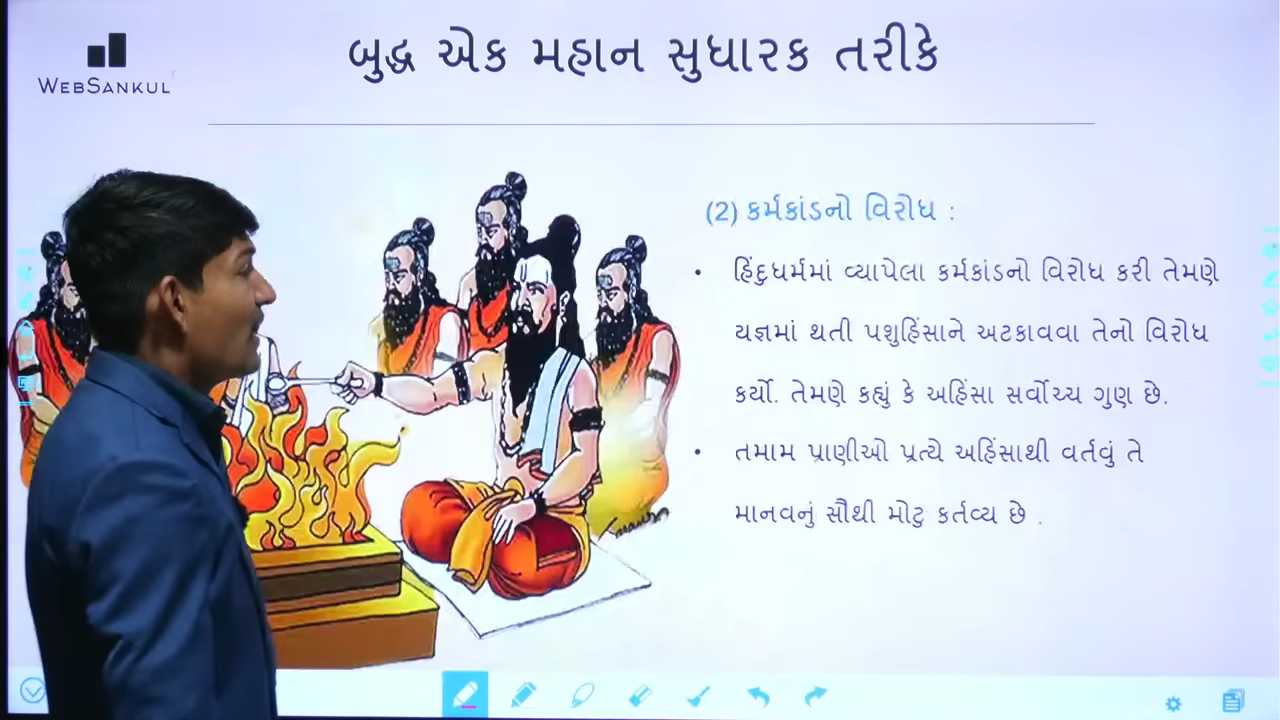 બુદ્ધ એક મહાન સુધારક તરીકે
WEBSANKUL
(2) કર્મકાંડનો વિરોધ :
• હિંદુધર્મમાં વ્યાપેલા કર્મકાંડનો વિરોધ કરી તેમણે
યજ્ઞમાં થતી પશુહિંસાને અટકાવવા તેનો વિરોધ
કર્યો. તેમણે કહ્યું કે અહિંસા સર્વોચ્ચ ગુણ છે.
• તમામ પ્રાણીઓ પ્રત્યે અહિંસાથી વર્તવું તે
માનવનું સૌથી મોટુ કર્તવ્ય છે .